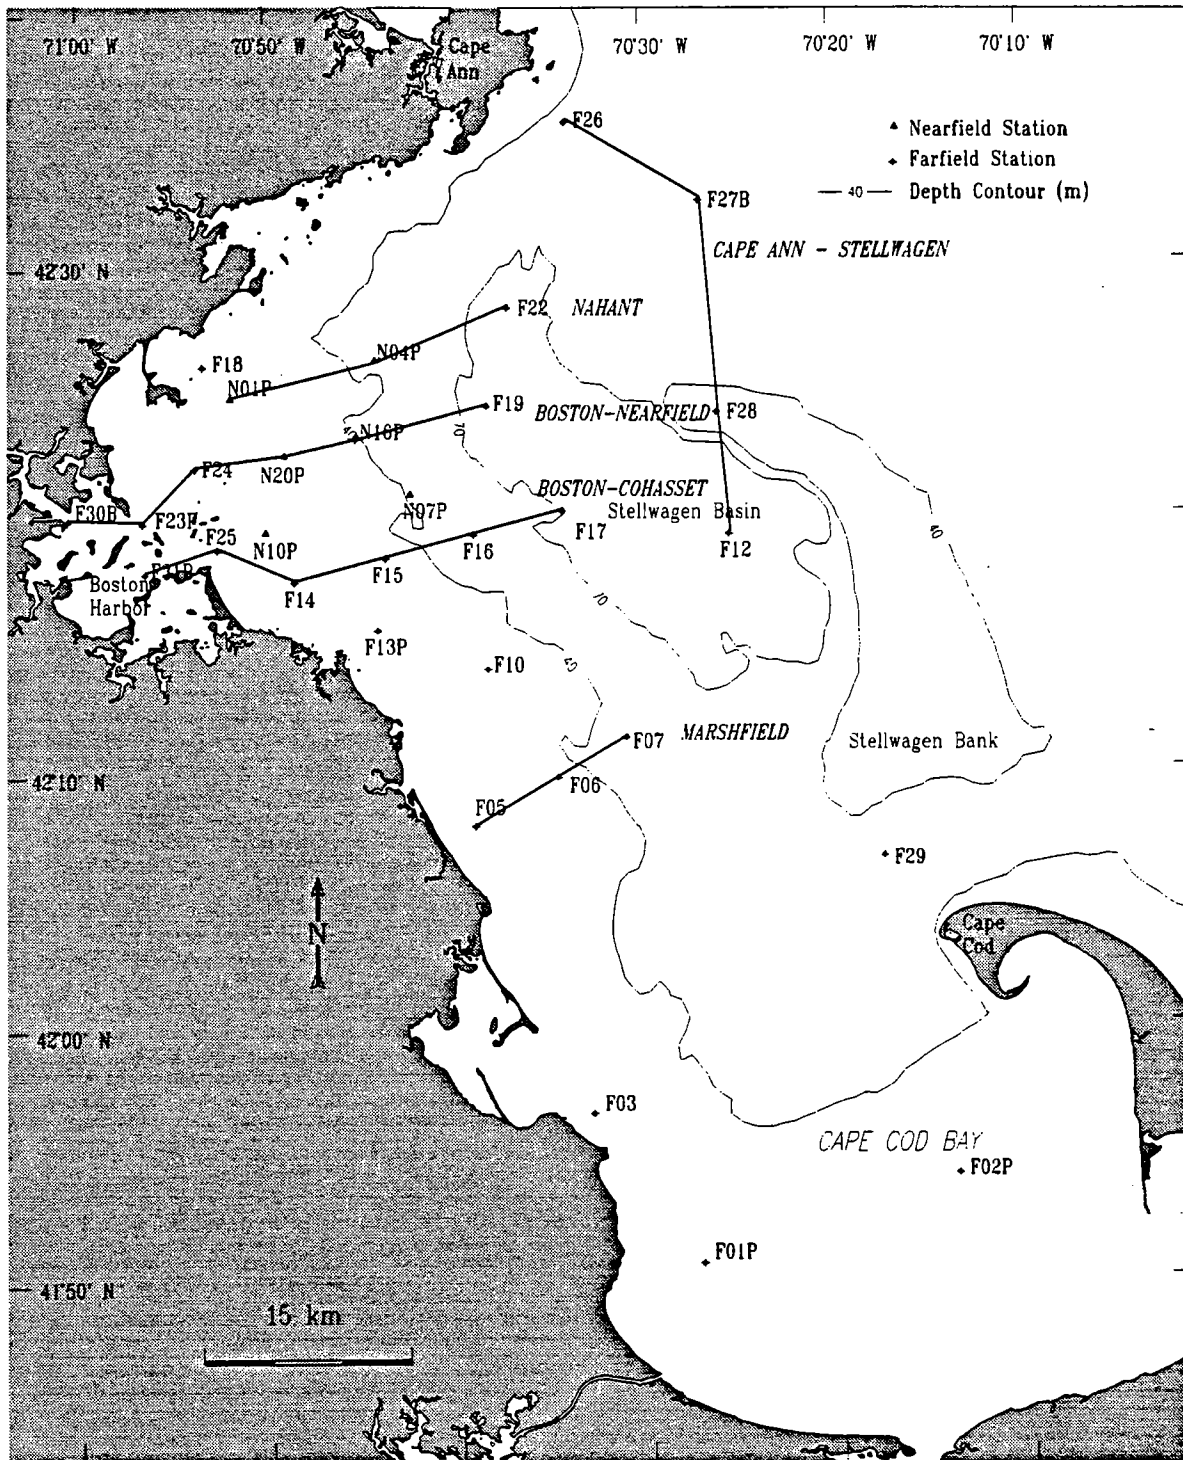 71°00' W
70°50' W
70°30' W
70°20' W
70°10' W
Cape
Ann
F26
Nearfield Station
Farfield Station
40 Depth Contour (m)
F27B
CAPE ANN - STELLWAGEN
42°30' N
F22
NAHANT
N04P
F18
N01P
F19
BOSTON-NEARFIELD
F28
N16P
70
F24
N20P
BOSTON-COHASSET
Stellwagen Basin
N07P
F30B
F23P
F17
40
F25
N10P
F16
F12
F15
Boston
Harbor
F14
70
F13P
40
F10
MARSHFIELD
F07
Stellwagen Bank
42°10' N
F06
F05
F29
N
Cape
Cod
42°00' N
F03
CAPE COD BAY
F02P
F01P
41°50' N
15 km